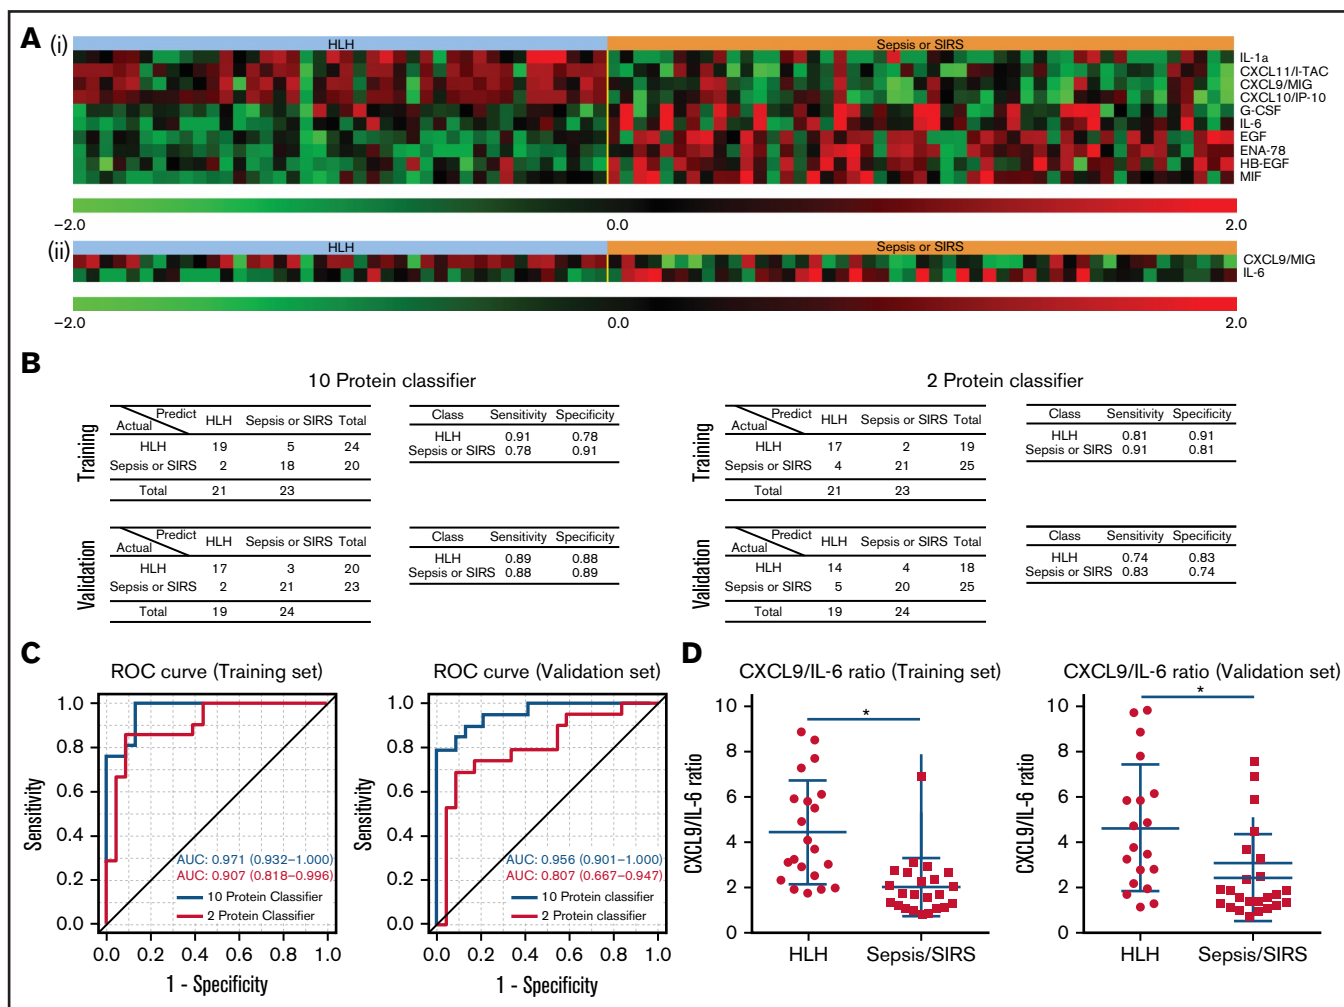 A
(i)
HLH
Sepsis or SIRS
IL-1a
CXCL11/I-TAC
CXCL9/MIG
CXCL10/IP-10
G-CSF
IL-6
EGF
ENA-78
HB-EGF
MIF
−2.0 0.0 2.0
(ii)
HLH
Sepsis or SIRS
CXCL9/MIG
IL-6
−2.0 0.0 2.0
B
10 Protein classifier
Training
Predict HLH Sepsis or SIRS Total
Actual
HLH 19 5 24
Sepsis or SIRS 2 18 20
Total 21 23
Class Sensitivity Specificity
HLH 0.91 0.78
Sepsis or SIRS 0.78 0.91
Validation
Predict HLH Sepsis or SIRS Total
Actual
HLH 17 3 20
Sepsis or SIRS 2 21 23
Total 19 24
Class Sensitivity Specificity
HLH 0.89 0.88
Sepsis or SIRS 0.88 0.89
2 Protein classifier
Training
Predict HLH Sepsis or SIRS Total
Actual
HLH 17 2 19
Sepsis or SIRS 4 21 25
Total 21 23
Class Sensitivity Specificity
HLH 0.81 0.91
Sepsis or SIRS 0.91 0.81
Validation
Predict HLH Sepsis or SIRS Total
Actual
HLH 14 4 18
Sepsis or SIRS 5 20 25
Total 19 24
Class Sensitivity Specificity
HLH 0.74 0.83
Sepsis or SIRS 0.83 0.74
C
ROC curve (Training set)
Sensitivity
1.0
0.8
0.6
0.4
0.2
0.0
AUC: 0.971 (0.932–1.000)
AUC: 0.907 (0.818–0.996)
10 Protein Classifier
2 Protein Classifier
0.0 0.2 0.4 0.6 0.8 1.0
1 - Specificity
ROC curve (Validation set)
Sensitivity
1.0
0.8
0.6
0.4
0.2
0.0
AUC: 0.956 (0.901–1.000)
AUC: 0.807 (0.667–0.947)
10 Protein Classifier
2 Protein classifier
0.0 0.2 0.4 0.6 0.8 1.0
1 - Specificity
D
CXCL9/IL-6 ratio (Training set)
CXCL9/IL-6 ratio
10
8
6
4
2
0
*
HLH Sepsis/SIRS
CXCL9/IL-6 ratio (Validation set)
CXCL9/IL-6 ratio
10
8
6
4
2
0
*
HLH Sepsis/SIRS